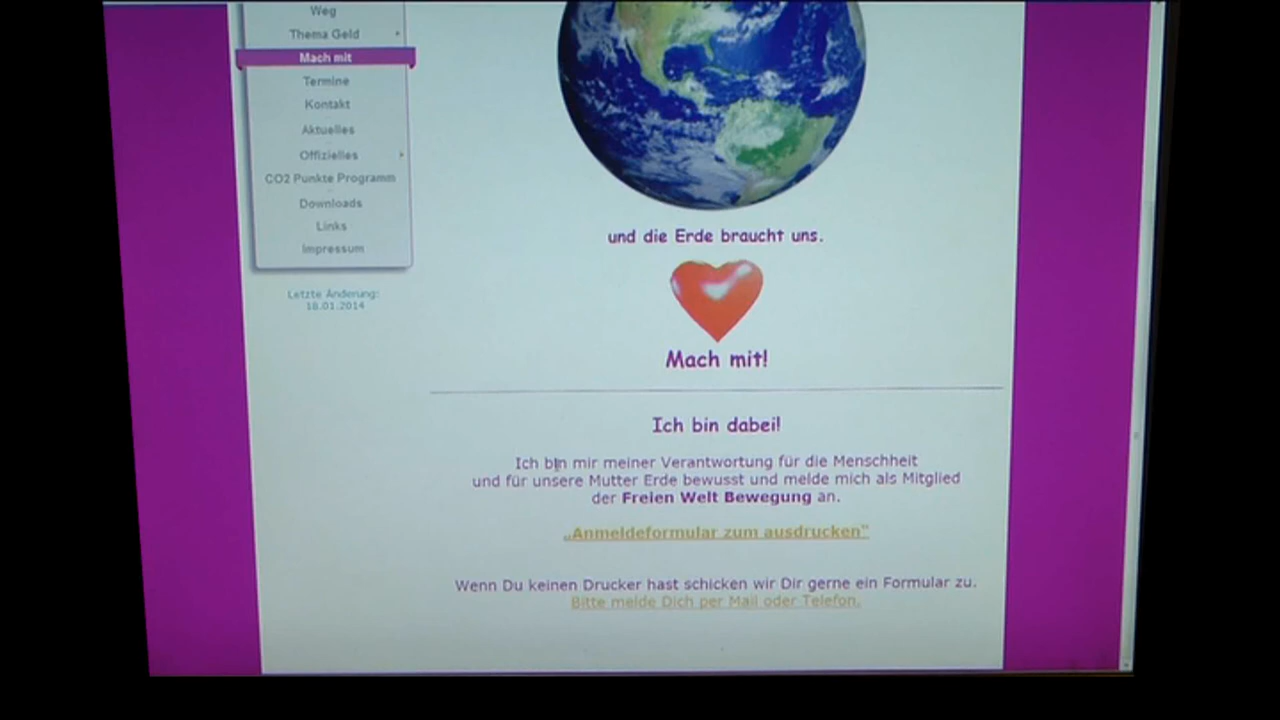 Weg
Thema Geld
Mach mit
Termine
Kontakt
Aktuelles
Offizielles
CO2 Punkte Programm
Downloads
Links
Impressum
Letzte Änderung:
18.01.2014
und die Erde braucht uns.
Mach mit!
Ich bin dabei!
Ich bin mir meiner Verantwortung für die Menschheit
und für unsere Mutter Erde bewusst und melde mich als Mitglied
der Freien Welt Bewegung an.
„Anmeldeformular zum ausdrucken"
Wenn Du keinen Drucker hast schicken wir Dir gerne ein Formular zu.
Bitte melde Dich per Mail oder Telefon.